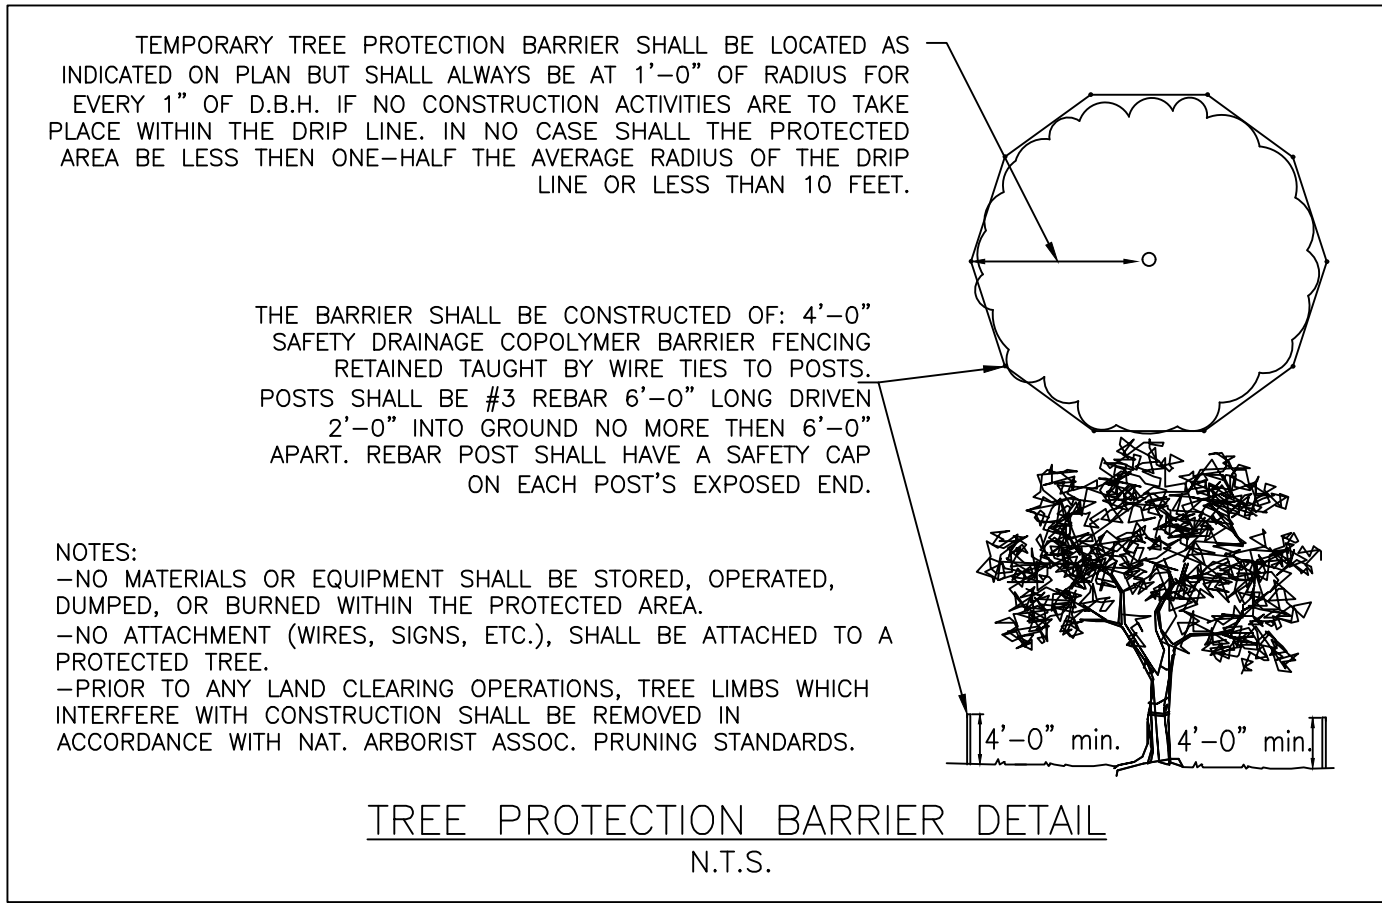 TEMPORARY TREE PROTECTION BARRIER SHALL BE LOCATED AS
INDICATED ON PLAN BUT SHALL ALWAYS BE AT 1'-0" OF RADIUS FOR
EVERY 1" OF D.B.H. IF NO CONSTRUCTION ACTIVITIES ARE TO TAKE
PLACE WITHIN THE DRIP LINE. IN NO CASE SHALL THE PROTECTED
AREA BE LESS THEN ONE-HALF THE AVERAGE RADIUS OF THE DRIP
LINE OR LESS THAN 10 FEET.
THE BARRIER SHALL BE CONSTRUCTED OF: 4'-0"
SAFETY DRAINAGE COPOLYMER BARRIER FENCING
RETAINED TAUGHT BY WIRE TIES TO POSTS.
POSTS SHALL BE #3 REBAR 6'-0" LONG DRIVEN
2'-0" INTO GROUND NO MORE THEN 6'-0"
APART. REBAR POST SHALL HAVE A SAFETY CAP
ON EACH POST'S EXPOSED END.
NOTES:
-NO MATERIALS OR EQUIPMENT SHALL BE STORED, OPERATED,
DUMPED, OR BURNED WITHIN THE PROTECTED AREA.
-NO ATTACHMENT (WIRES, SIGNS, ETC.), SHALL BE ATTACHED TO A
PROTECTED TREE.
-PRIOR TO ANY LAND CLEARING OPERATIONS, TREE LIMBS WHICH
INTERFERE WITH CONSTRUCTION SHALL BE REMOVED IN
ACCORDANCE WITH NAT. ARBORIST ASSOC. PRUNING STANDARDS.
4'-0" min.
4'-0" min.
TREE PROTECTION BARRIER DETAIL
N.T.S.